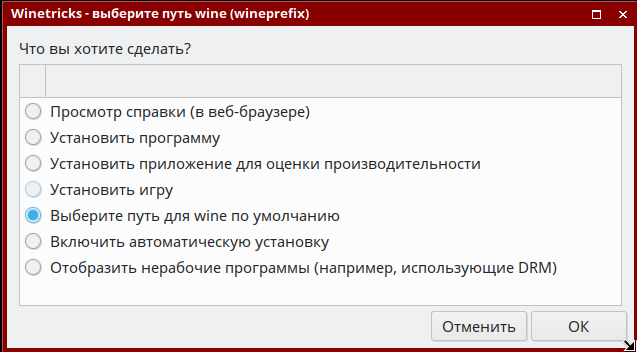 Winetricks - выберите путь wine (wineprefix)
Что вы хотите сделать?
Просмотр справки (в веб-браузере)
Установить программу
Установить приложение для оценки производительности
Установить игру
Выберите путь для wine по умолчанию
Включить автоматическую установку
Отобразить нерабочие программы (например, использующие DRM)
Отменить
OK